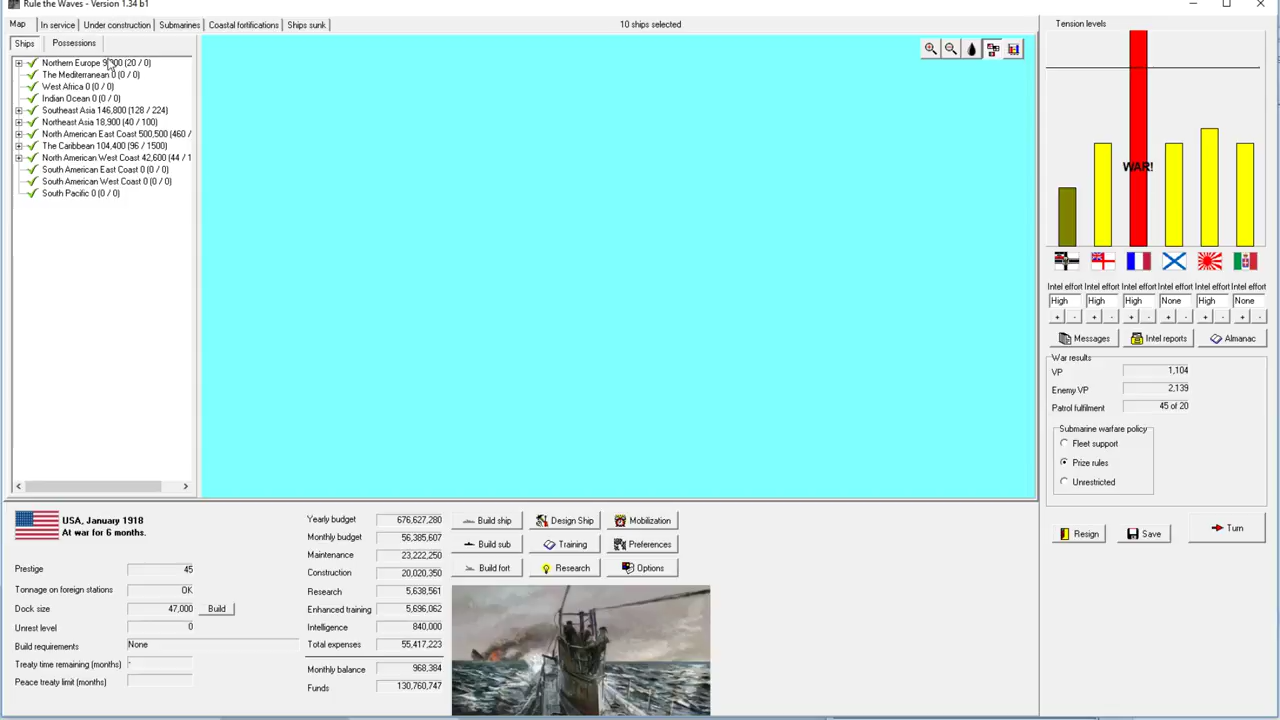 Rule the Waves - Version 1.34 b1
Map In service Under construction Submarines Coastal fortifications Ships sunk 10 ships selected
Tension levels
Ships Possessions
Northern Europe (20 / 0)
The Mediterranean 0 (0 / 0)
West Africa 0 (0 / 0)
Indian Ocean 0 (0 / 0)
Southeast Asia 146,800 (128 / 224)
Northeast Asia 18,900 (40 / 100)
North American East Coast 500,500 (460 /
The Caribbean 104,400 (96 / 1500)
North American West Coast 42,600 (44 / 1
South American East Coast 0 (0 / 0)
South American West Coast 0 (0 / 0)
South Pacific 0 (0 / 0)
WAR!
Intel effort Intel effort Intel effort Intel effort Intel effort Intel effort
High High High None High None
+ - + - + - + - + - + -
Messages Intel reports Almanac
War results
VP 1,104
Enemy VP 2,139
Patrol fulfilment 45 of 20
Submarine warfare policy
Fleet support
Prize rules
Unrestricted
Resign Save Turn
USA, January 1918
At war for 6 months.
Prestige 45
Tonnage on foreign stations OK
Dock size 47,000 Build
Unrest level 0
Build requirements None
Treaty time remaining (months) -
Peace treaty limit (months)
Yearly budget 676,627,280
Monthly budget 56,385,607
Maintenance 23,222,250
Construction 20,020,350
Research 5,638,561
Enhanced training 5,696,062
Intelligence 840,000
Total expenses 55,417,223
Monthly balance 968,384
Funds 130,760,747
Build ship Design Ship Mobilization
Build sub Training Preferences
Build fort Research Options